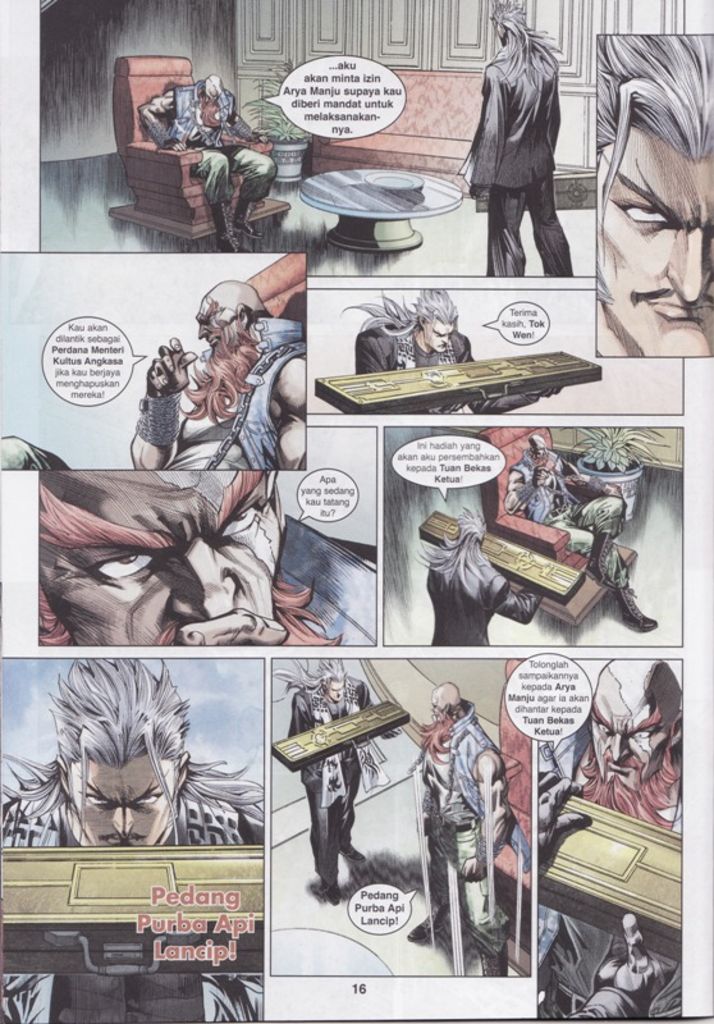 ...aku
akan minta izin
Arya Manju supaya kau
diberi mandat untuk
melaksanakan-
nya.
Kau akan
dilantik sebagai
Perdana Menteri
Kultus Angkasa
jika kau berjaya
menghapuskan
mereka!
Terima
kasih, Tok
Wen!
Apa
yang sedang
kau tatang
itu?
Ini hadiah yang
akan aku persembahkan
kepada Tuan Bekas
Ketua!
Pedang
Purba Api
Lancip!
Pedang
Purba Api
Lancip!
Tolonglah
sampaikannya
kepada Arya
Manju agar ia akan
dihantar kepada
Tuan Bekas
Ketua!
16